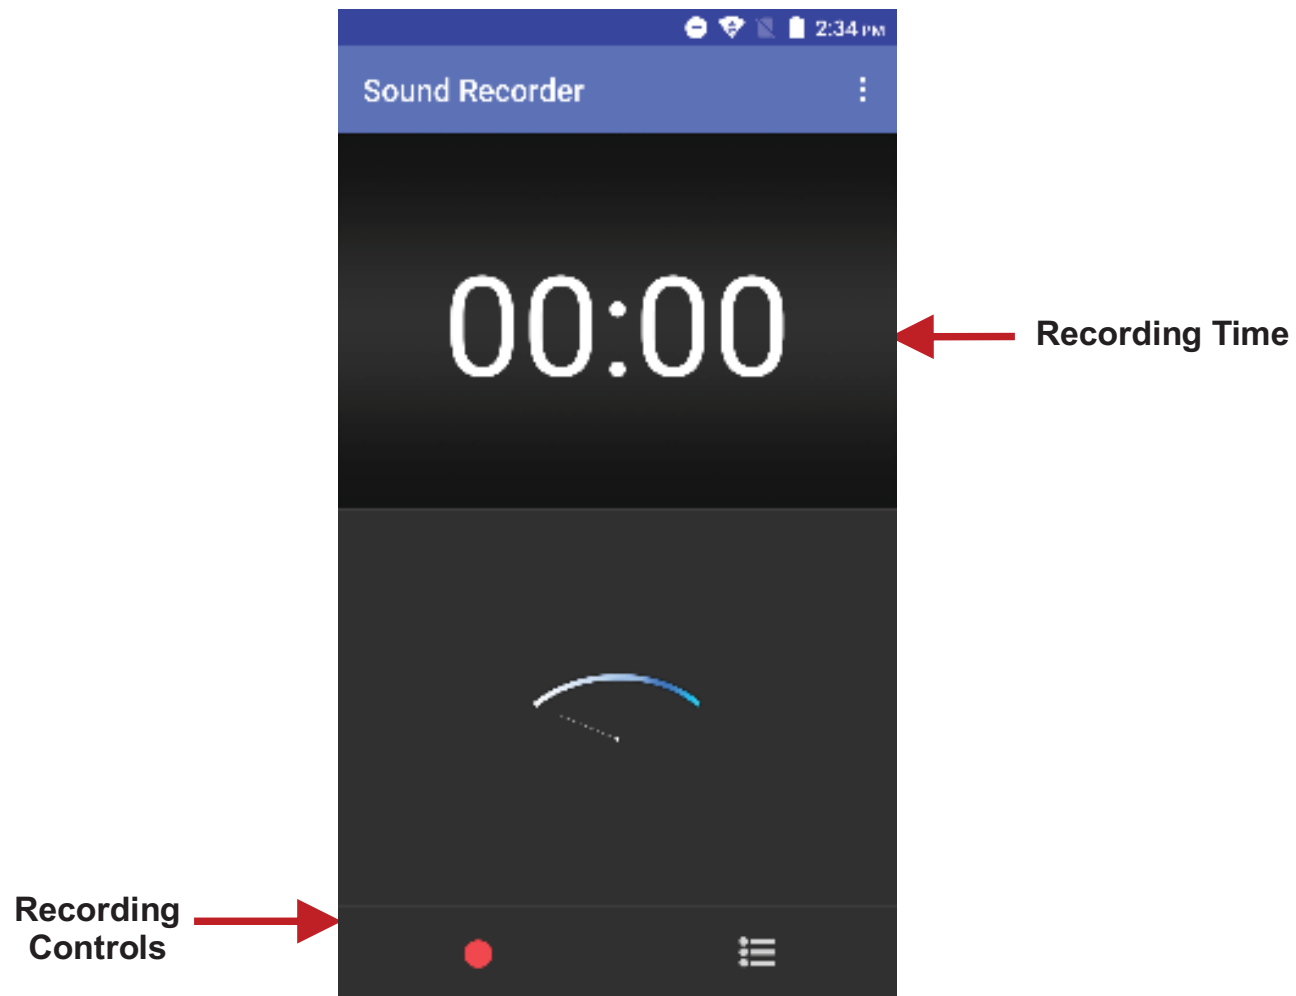 2:34 PM
Sound Recorder
00:00
Recording Time
Recording
Controls